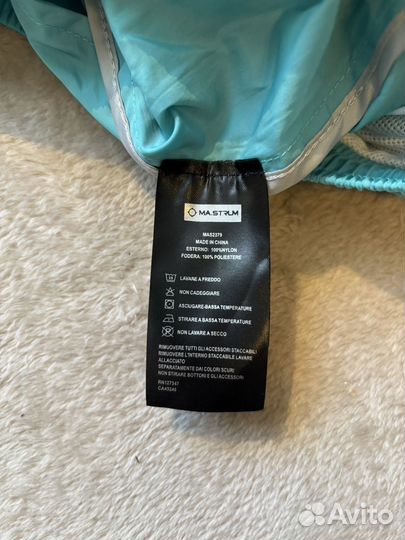 MA.STRUM
MAS2379
MADE IN CHINA
ESTERNO: 100%NYLON
FODERA: 100% POLIESTERE
LAVARE A FREDDO
NON CADEGGIARE
ASCIUGARE-BASSA TEMPERATURE
STIRARE A BASSA TEMPERATURE
NON LAVARE A SECCO
RIMUOVERE TUTTI GLI ACCESSORI STACCABILI
RIMUOVERE L'INTERNO STACCABILE LAVARE
ALLACCIATO
SEPARATAMENTE DAI COLORI SCURI
NON STIRARE BOTTONI E GLI ACCESSORI
Avito